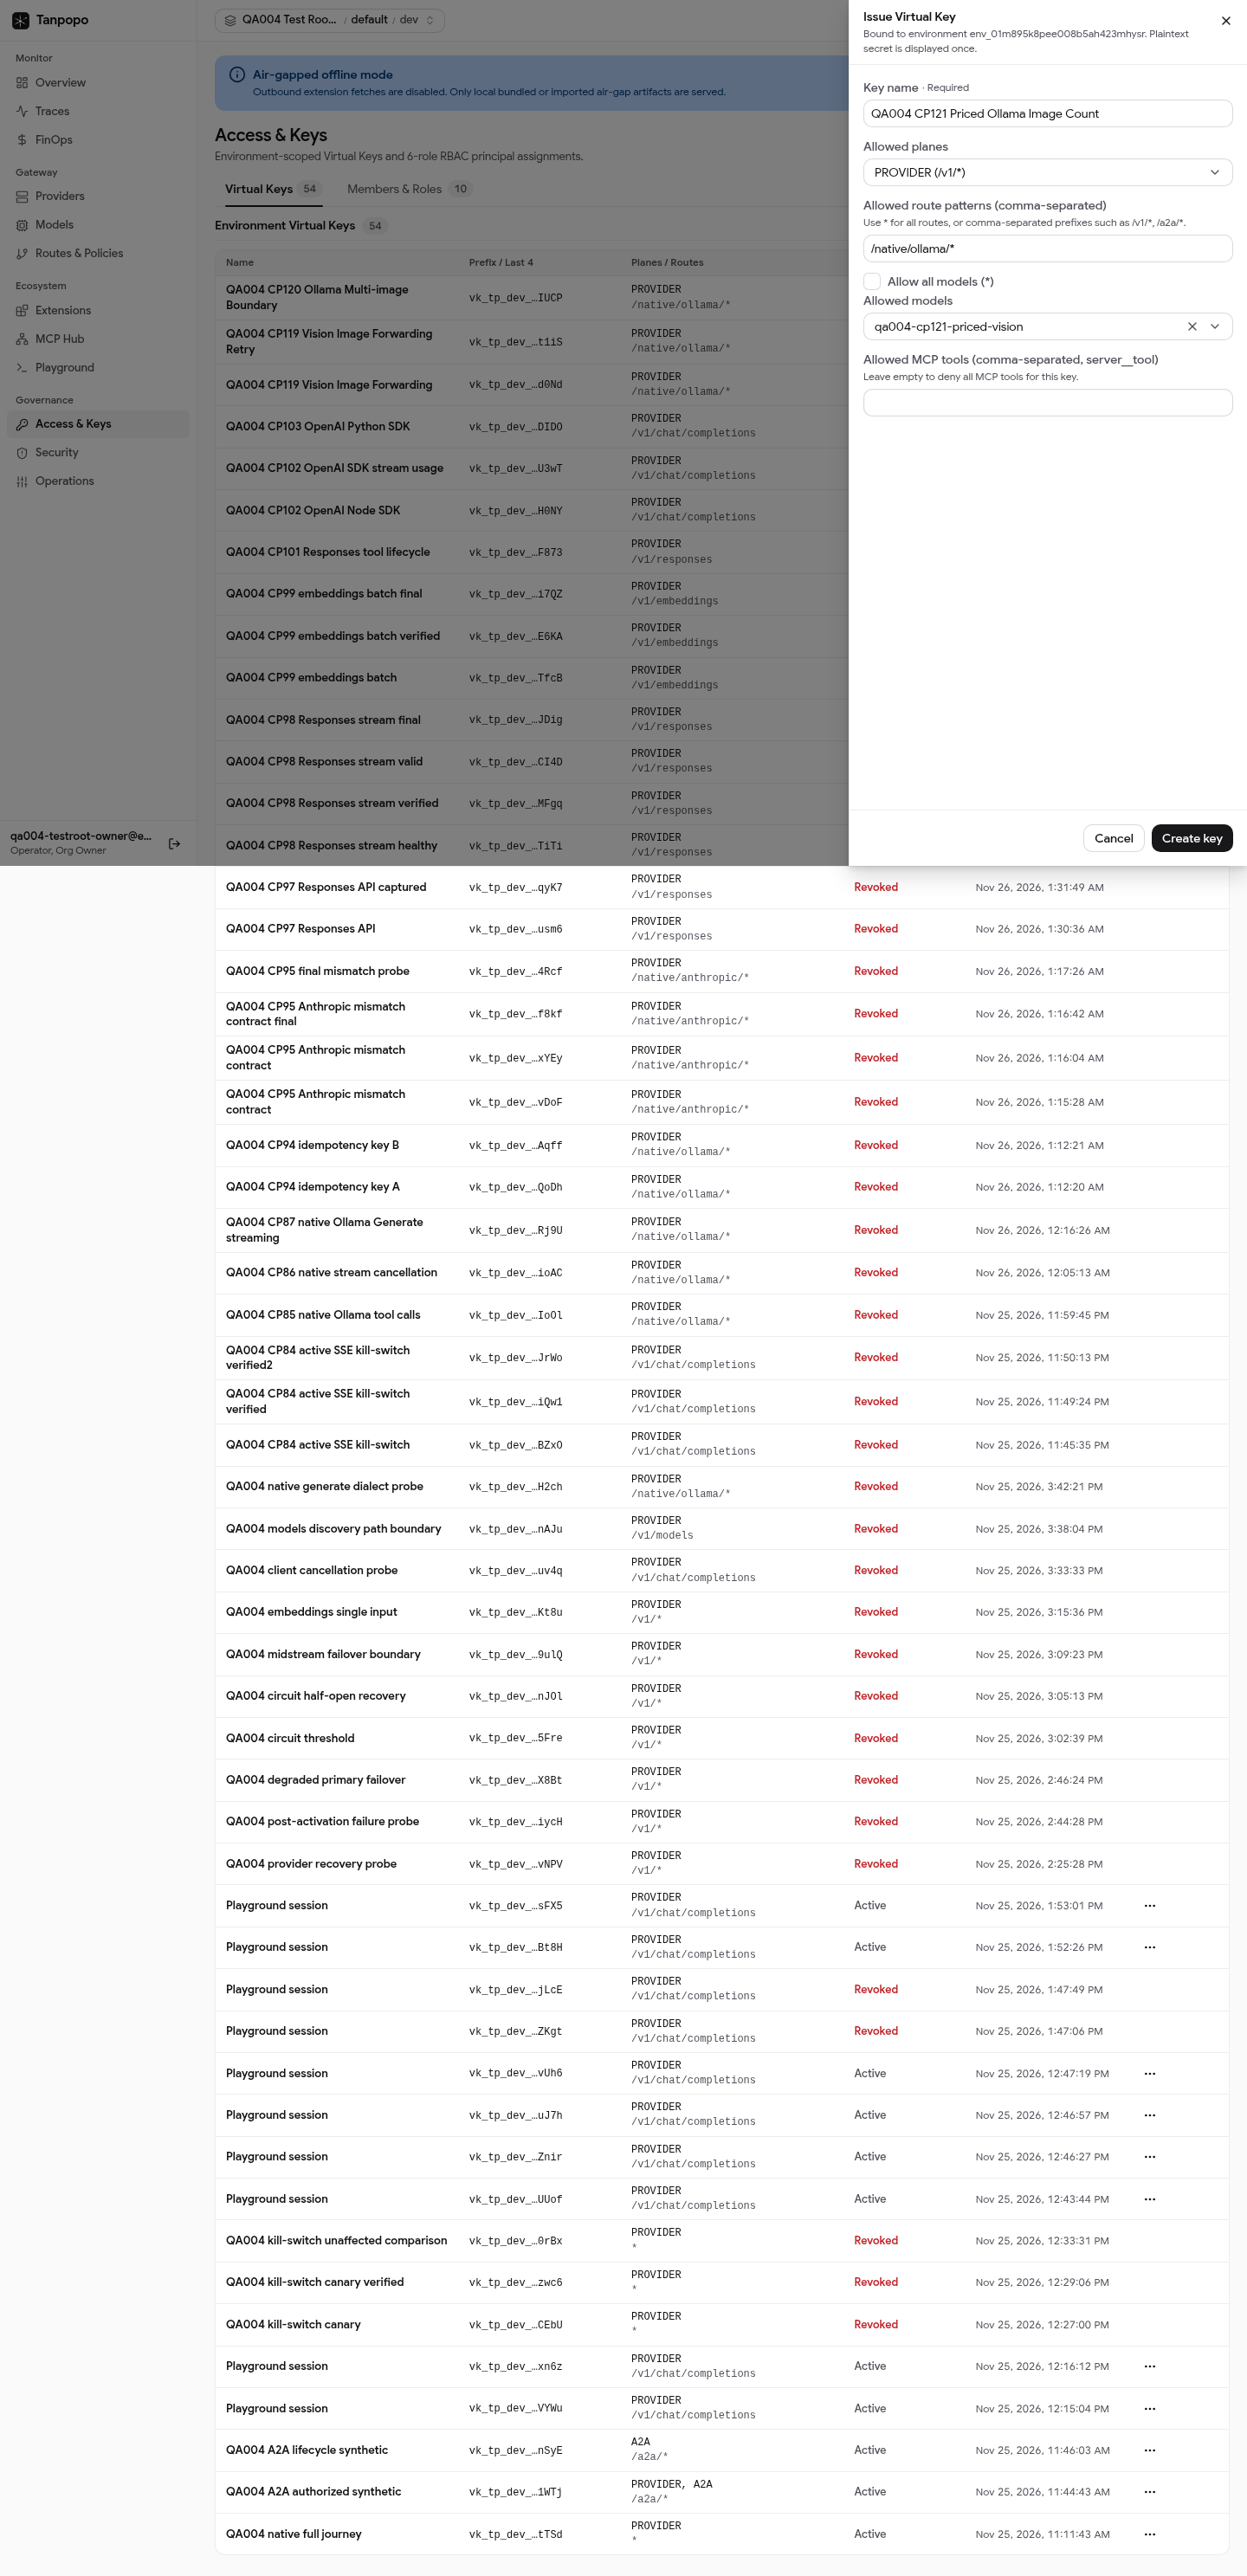 Tanpopo
Monitor
Overview
Traces
FinOps
Gateway
Providers
Models
Routes & Policies
Ecosystem
Extensions
MCP Hub
Playground
Governance
Access & Keys
Security
Operations
qa004-testroot-owner@e...
Operator, Org Owner
QA004 Test Roo... / default / dev
Air-gapped offline mode
Outbound extension fetches are disabled. Only local bundled or imported air-gap artifacts are served.
Access & Keys
Environment-scoped Virtual Keys and 6-role RBAC principal assignments.
Virtual Keys 54 Members & Roles 10
Environment Virtual Keys 54
Name Prefix / Last 4 Planes / Routes
QA004 CP120 Ollama Multi-image Boundary vk_tp_dev_…IUCP PROVIDER /native/ollama/*
QA004 CP119 Vision Image Forwarding Retry vk_tp_dev_…t1iS PROVIDER /native/ollama/*
QA004 CP119 Vision Image Forwarding vk_tp_dev_…d0Nd PROVIDER /native/ollama/*
QA004 CP103 OpenAI Python SDK vk_tp_dev_…DIDO PROVIDER /v1/chat/completions
QA004 CP102 OpenAI SDK stream usage vk_tp_dev_…U3wT PROVIDER /v1/chat/completions
QA004 CP102 OpenAI Node SDK vk_tp_dev_…H0NY PROVIDER /v1/chat/completions
QA004 CP101 Responses tool lifecycle vk_tp_dev_…F873 PROVIDER /v1/responses
QA004 CP99 embeddings batch final vk_tp_dev_…i7QZ PROVIDER /v1/embeddings
QA004 CP99 embeddings batch verified vk_tp_dev_…E6KA PROVIDER /v1/embeddings
QA004 CP99 embeddings batch vk_tp_dev_…TfcB PROVIDER /v1/embeddings
QA004 CP98 Responses stream final vk_tp_dev_…JDig PROVIDER /v1/responses
QA004 CP98 Responses stream valid vk_tp_dev_…CI4D PROVIDER /v1/responses
QA004 CP98 Responses stream verified vk_tp_dev_…MFgq PROVIDER /v1/responses
QA004 CP98 Responses stream healthy vk_tp_dev_…TiTi PROVIDER /v1/responses
QA004 CP97 Responses API captured vk_tp_dev_…qyK7 PROVIDER /v1/responses Revoked Nov 26, 2026, 1:31:49 AM
QA004 CP97 Responses API vk_tp_dev_…usm6 PROVIDER /v1/responses Revoked Nov 26, 2026, 1:30:36 AM
QA004 CP95 final mismatch probe vk_tp_dev_…4Rcf PROVIDER /native/anthropic/* Revoked Nov 26, 2026, 1:17:26 AM
QA004 CP95 Anthropic mismatch contract final vk_tp_dev_…f8kf PROVIDER /native/anthropic/* Revoked Nov 26, 2026, 1:16:42 AM
QA004 CP95 Anthropic mismatch contract vk_tp_dev_…xYEy PROVIDER /native/anthropic/* Revoked Nov 26, 2026, 1:16:04 AM
QA004 CP95 Anthropic mismatch contract vk_tp_dev_…vDoF PROVIDER /native/anthropic/* Revoked Nov 26, 2026, 1:15:28 AM
QA004 CP94 idempotency key B vk_tp_dev_…Aqff PROVIDER /native/ollama/* Revoked Nov 26, 2026, 1:12:21 AM
QA004 CP94 idempotency key A vk_tp_dev_…QoDh PROVIDER /native/ollama/* Revoked Nov 26, 2026, 1:12:20 AM
QA004 CP87 native Ollama Generate streaming vk_tp_dev_…Rj9U PROVIDER /native/ollama/* Revoked Nov 26, 2026, 12:16:26 AM
QA004 CP86 native stream cancellation vk_tp_dev_…ioAC PROVIDER /native/ollama/* Revoked Nov 26, 2026, 12:05:13 AM
QA004 CP85 native Ollama tool calls vk_tp_dev_…IoOl PROVIDER /native/ollama/* Revoked Nov 25, 2026, 11:59:45 PM
QA004 CP84 active SSE kill-switch verified2 vk_tp_dev_…JrWo PROVIDER /v1/chat/completions Revoked Nov 25, 2026, 11:50:13 PM
QA004 CP84 active SSE kill-switch verified vk_tp_dev_…iQw1 PROVIDER /v1/chat/completions Revoked Nov 25, 2026, 11:49:24 PM
QA004 CP84 active SSE kill-switch vk_tp_dev_…BZxO PROVIDER /v1/chat/completions Revoked Nov 25, 2026, 11:45:35 PM
QA004 native generate dialect probe vk_tp_dev_…H2ch PROVIDER /native/ollama/* Revoked Nov 25, 2026, 3:42:21 PM
QA004 models discovery path boundary vk_tp_dev_…nAJu PROVIDER /v1/models Revoked Nov 25, 2026, 3:38:04 PM
QA004 client cancellation probe vk_tp_dev_…uv4q PROVIDER /v1/chat/completions Revoked Nov 25, 2026, 3:33:33 PM
QA004 embeddings single input vk_tp_dev_…Kt8u PROVIDER /v1/* Revoked Nov 25, 2026, 3:15:36 PM
QA004 midstream failover boundary vk_tp_dev_…9ulQ PROVIDER /v1/* Revoked Nov 25, 2026, 3:09:23 PM
QA004 circuit half-open recovery vk_tp_dev_…nJOl PROVIDER /v1/* Revoked Nov 25, 2026, 3:05:13 PM
QA004 circuit threshold vk_tp_dev_…5Fre PROVIDER /v1/* Revoked Nov 25, 2026, 3:02:39 PM
QA004 degraded primary failover vk_tp_dev_…X8Bt PROVIDER /v1/* Revoked Nov 25, 2026, 2:46:24 PM
QA004 post-activation failure probe vk_tp_dev_…iycH PROVIDER /v1/* Revoked Nov 25, 2026, 2:44:28 PM
QA004 provider recovery probe vk_tp_dev_…vNPV PROVIDER /v1/* Revoked Nov 25, 2026, 2:25:28 PM
Playground session vk_tp_dev_…sFX5 PROVIDER /v1/chat/completions Active Nov 25, 2026, 1:53:01 PM
Playground session vk_tp_dev_…Bt8H PROVIDER /v1/chat/completions Active Nov 25, 2026, 1:52:26 PM
Playground session vk_tp_dev_…jLcE PROVIDER /v1/chat/completions Revoked Nov 25, 2026, 1:47:49 PM
Playground session vk_tp_dev_…ZKgt PROVIDER /v1/chat/completions Revoked Nov 25, 2026, 1:47:06 PM
Playground session vk_tp_dev_…vUh6 PROVIDER /v1/chat/completions Active Nov 25, 2026, 12:47:19 PM
Playground session vk_tp_dev_…uJ7h PROVIDER /v1/chat/completions Active Nov 25, 2026, 12:46:57 PM
Playground session vk_tp_dev_…Znir PROVIDER /v1/chat/completions Active Nov 25, 2026, 12:46:27 PM
Playground session vk_tp_dev_…UUof PROVIDER /v1/chat/completions Active Nov 25, 2026, 12:43:44 PM
QA004 kill-switch unaffected comparison vk_tp_dev_…0rBx PROVIDER * Revoked Nov 25, 2026, 12:33:31 PM
QA004 kill-switch canary verified vk_tp_dev_…zwc6 PROVIDER * Revoked Nov 25, 2026, 12:29:06 PM
QA004 kill-switch canary vk_tp_dev_…CEbU PROVIDER * Revoked Nov 25, 2026, 12:27:00 PM
Playground session vk_tp_dev_…xn6z PROVIDER /v1/chat/completions Active Nov 25, 2026, 12:16:12 PM
Playground session vk_tp_dev_…VYWu PROVIDER /v1/chat/completions Active Nov 25, 2026, 12:15:04 PM
QA004 A2A lifecycle synthetic vk_tp_dev_…nSyE A2A /a2a/* Active Nov 25, 2026, 11:46:03 AM
QA004 A2A authorized synthetic vk_tp_dev_…1WTj PROVIDER, A2A /a2a/* Active Nov 25, 2026, 11:44:43 AM
QA004 native full journey vk_tp_dev_…tTSd PROVIDER * Active Nov 25, 2026, 11:11:43 AM
Issue Virtual Key
Bound to environment env_01m895k8pee008b5ah423mhysr. Plaintext
secret is displayed once.
Key name · Required
QA004 CP121 Priced Ollama Image Count
Allowed planes
PROVIDER (/v1/*)
Allowed route patterns (comma-separated)
Use * for all routes, or comma-separated prefixes such as /v1/*, /a2a/*.
/native/ollama/*
Allow all models (*)
Allowed models
qa004-cp121-priced-vision
Allowed MCP tools (comma-separated, server__tool)
Leave empty to deny all MCP tools for this key.
Cancel
Create key